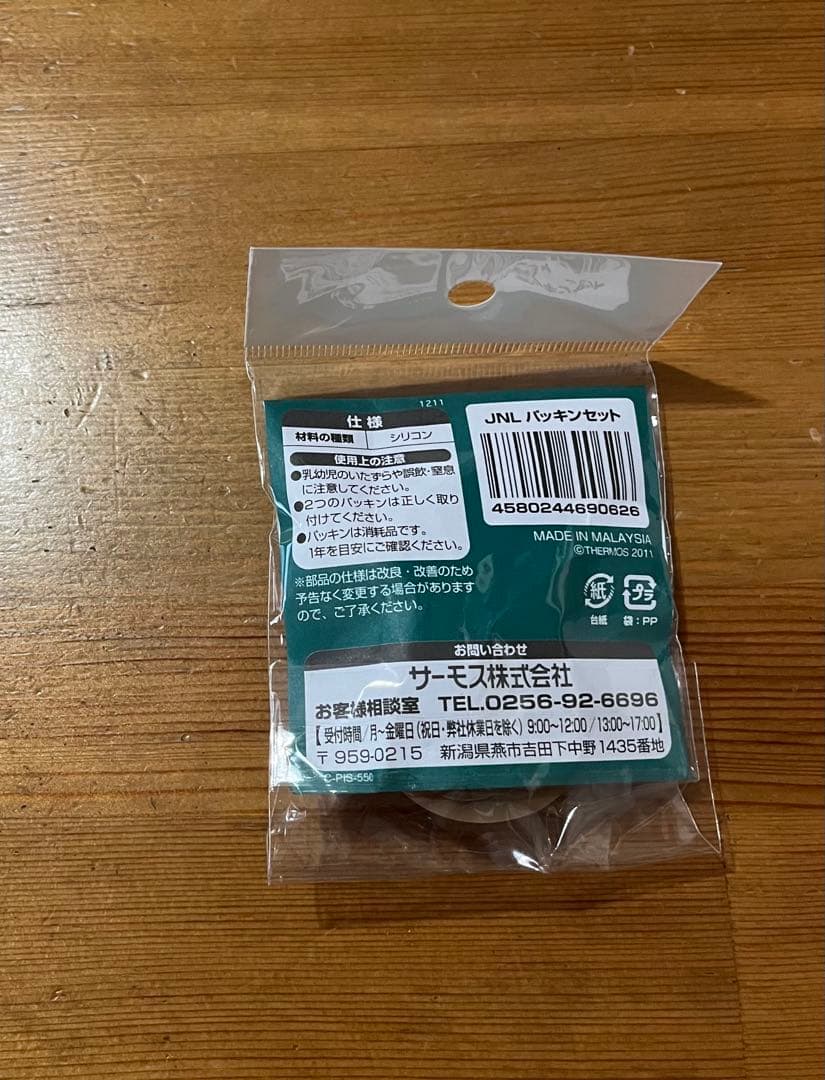 1211
仕様
材料の種類 シリコン
使用上の注意
●乳幼児のいたずらや誤飲・窒息
に注意してください。
●2つのパッキンは正しく取り
付けてください。
●パッキンは消耗品です。
1年を目安にご確認ください。
※部品の仕様は改良・改善のため
予告なく変更する場合があります
ので、ご了承ください。
JNL パッキンセット
4580244690626
MADE IN MALAYSIA
©THERMOS 2011
紙 プラ
台紙 袋：PP
お問い合わせ
サーモス株式会社
お客様相談室 TEL.0256-92-6696
【受付時間/月～金曜日（祝日・弊社休業日を除く）9:00～12:00/13:00～17:00】
〒959-0215 新潟県燕市吉田下中野1435番地
C-PIS-550